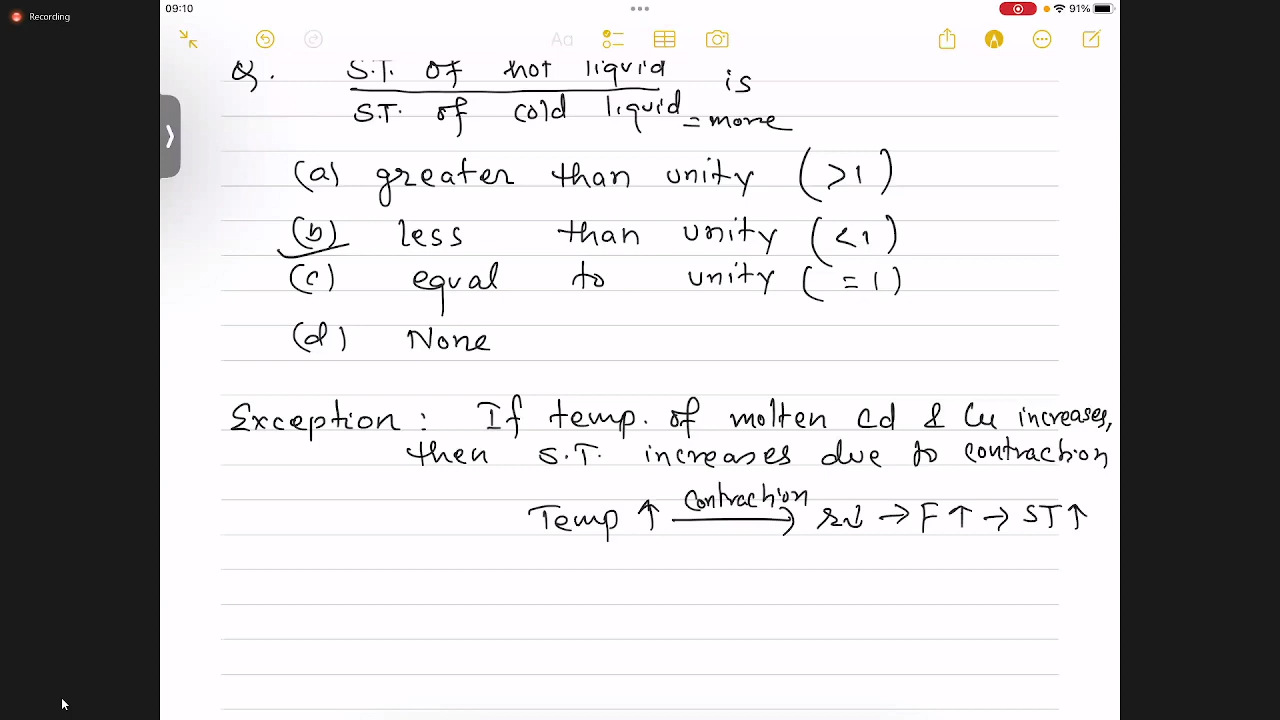 Recording
09:10
91%
Aa
Q. S.T. of hot liquid
is
S.T. of cold liquid = more
(a) greater than unity (>1)
(b) less than unity (<1)
(c) equal to unity (=1)
(d) None
Exception: If temp. of molten Cd & Cu increases,
then S.T. increases due to contraction
Temp ↑ contraction → r↓ → F↑ → ST↑